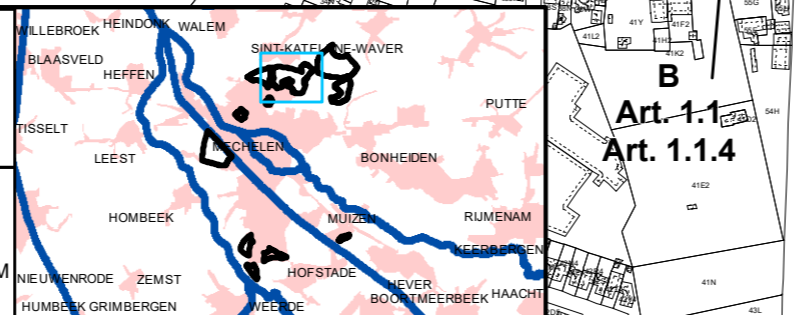 HEINDONK
WALEM
WILLEBROEK
SINT-KATELIJNE-WAVER
BLAASVELD
HEFFEN
PUTTE
TISSELT
MECHELEN
LEEST
BONHEIDEN
HOMBEEK
MUIZEN
RIJMENAM
KEERBERGEN
M
NIEUWENRODE
ZEMST
HOFSTADE
HEVER
BOORTMEERBEEK
HAACHT
HUMBEEK
GRIMBERGEN
WEERDE
55G
41Y
41F2
41L2
41H2
41K2
B
Art. 1.1
Art. 1.1.4
54H
41E2
41N
43L